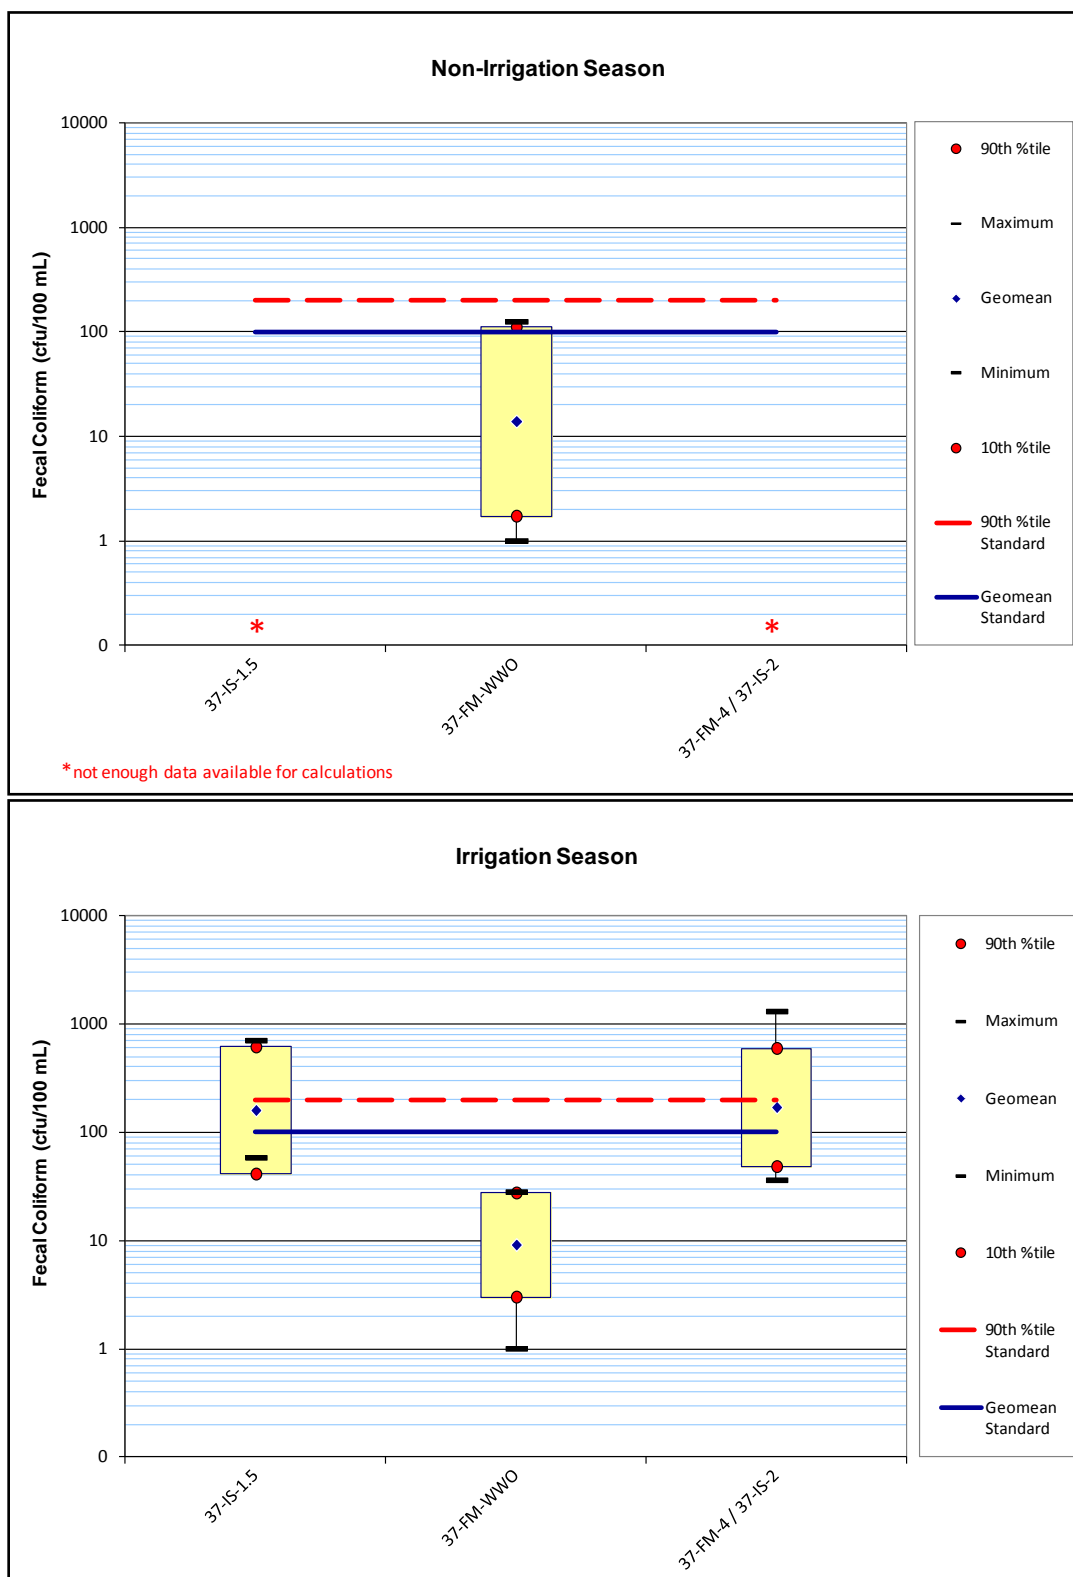 Non-Irrigation Season
Fecal Coliform (cfu/100 mL)
10000
1000
100
10
1
0
*
*
37-IS-1.5
37-FM-WWO
37-FM-4 / 37-IS-2
*not enough data available for calculations
90th %tile
Maximum
Geomean
Minimum
10th %tile
90th %tile
Standard
Geomean
Standard
Irrigation Season
Fecal Coliform (cfu/100 mL)
10000
1000
100
10
1
0
37-IS-1.5
37-FM-WWO
37-FM-4 / 37-IS-2
90th %tile
Maximum
Geomean
Minimum
10th %tile
90th %tile
Standard
Geomean
Standard